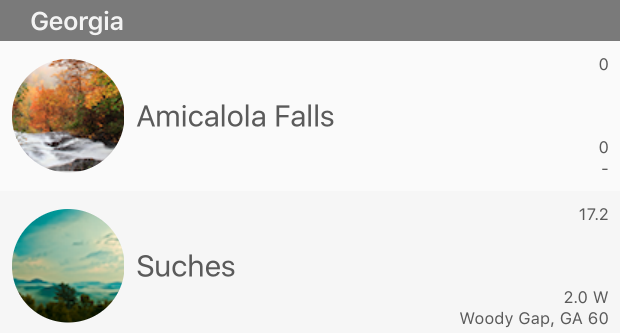 Georgia
0
Amicalola Falls
0
-
17.2
Suches
2.0 W
Woody Gap, GA 60